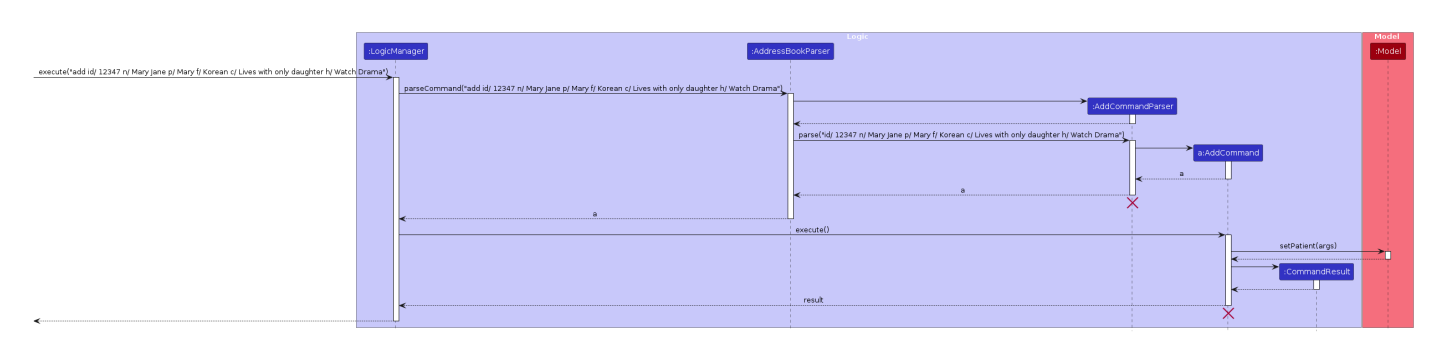 Logic
Model
:LogicManager
:AddressBookParser
:Model
execute("add id/ 12347 n/ Mary Jane p/ Mary f/ Korean c/ Lives with only daughter h/ Watch Drama")
parseCommand("add id/ 12347 n/ Mary Jane p/ Mary f/ Korean c/ Lives with only daughter h/ Watch Drama")
:AddCommandParser
parse("id/ 12347 n/ Mary Jane p/ Mary f/ Korean c/ Lives with only daughter h/ Watch Drama")
a:AddCommand
a
a
a
execute()
setPatient(args)
:CommandResult
result